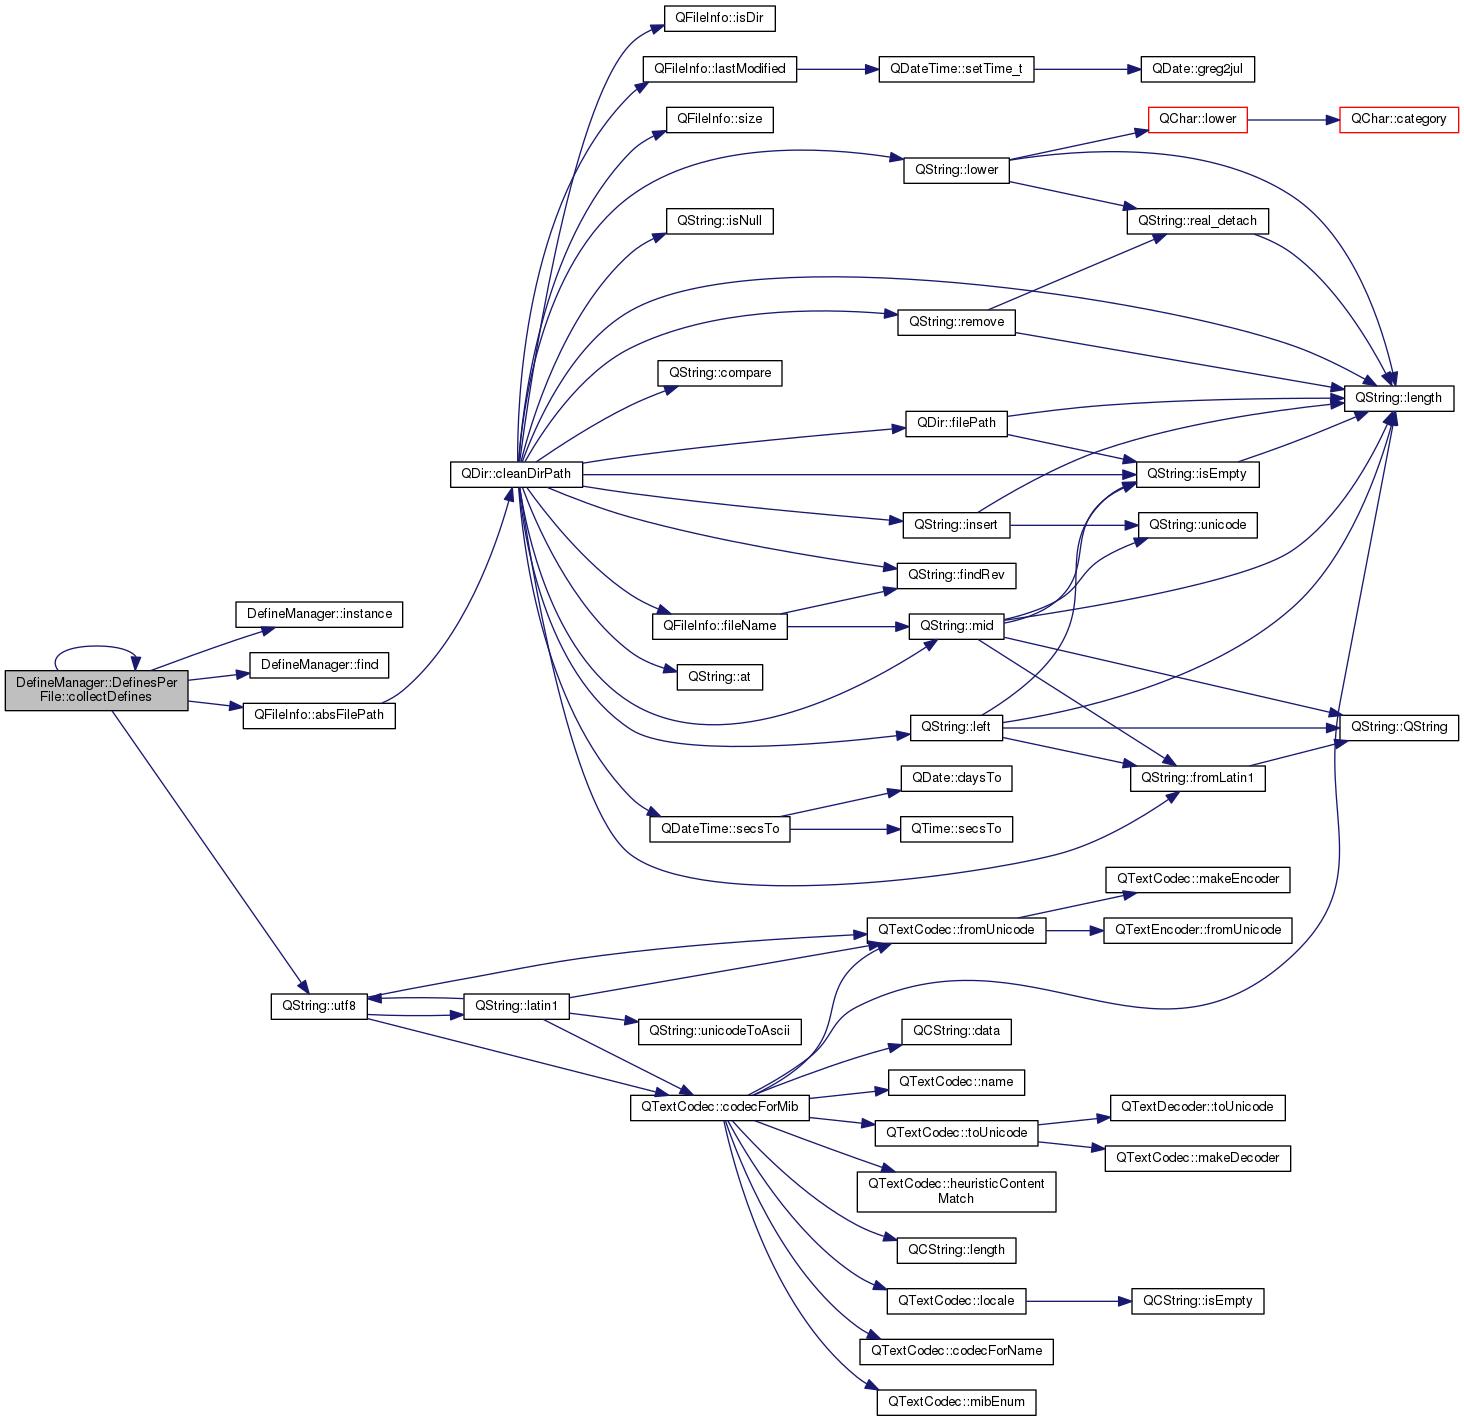 QFileInfo::isDir
QFileInfo::lastModified
QDateTime::setTime_t
QDate::greg2jul
QFileInfo::size
QChar::lower
QChar::category
QString::lower
QString::isNull
QString::real_detach
QString::remove
QString::compare
QString::length
QDir::filePath
QDir::cleanDirPath
QString::isEmpty
QString::insert
QString::unicode
QString::findRev
DefineManager::instance
QFileInfo::fileName
QString::mid
DefineManager::find
QString::at
DefineManager::DefinesPer
File::collectDefines
QFileInfo::absFilePath
QString::left
QString::QString
QDate::daysTo
QString::fromLatin1
QDateTime::secsTo
QTime::secsTo
QTextCodec::makeEncoder
QTextCodec::fromUnicode
QTextEncoder::fromUnicode
QString::utf8
QString::latin1
QString::unicodeToAscii
QCString::data
QTextCodec::name
QTextCodec::codecForMib
QTextDecoder::toUnicode
QTextCodec::toUnicode
QTextCodec::makeDecoder
QTextCodec::heuristicContent
Match
QCString::length
QTextCodec::locale
QCString::isEmpty
QTextCodec::codecForName
QTextCodec::mibEnum